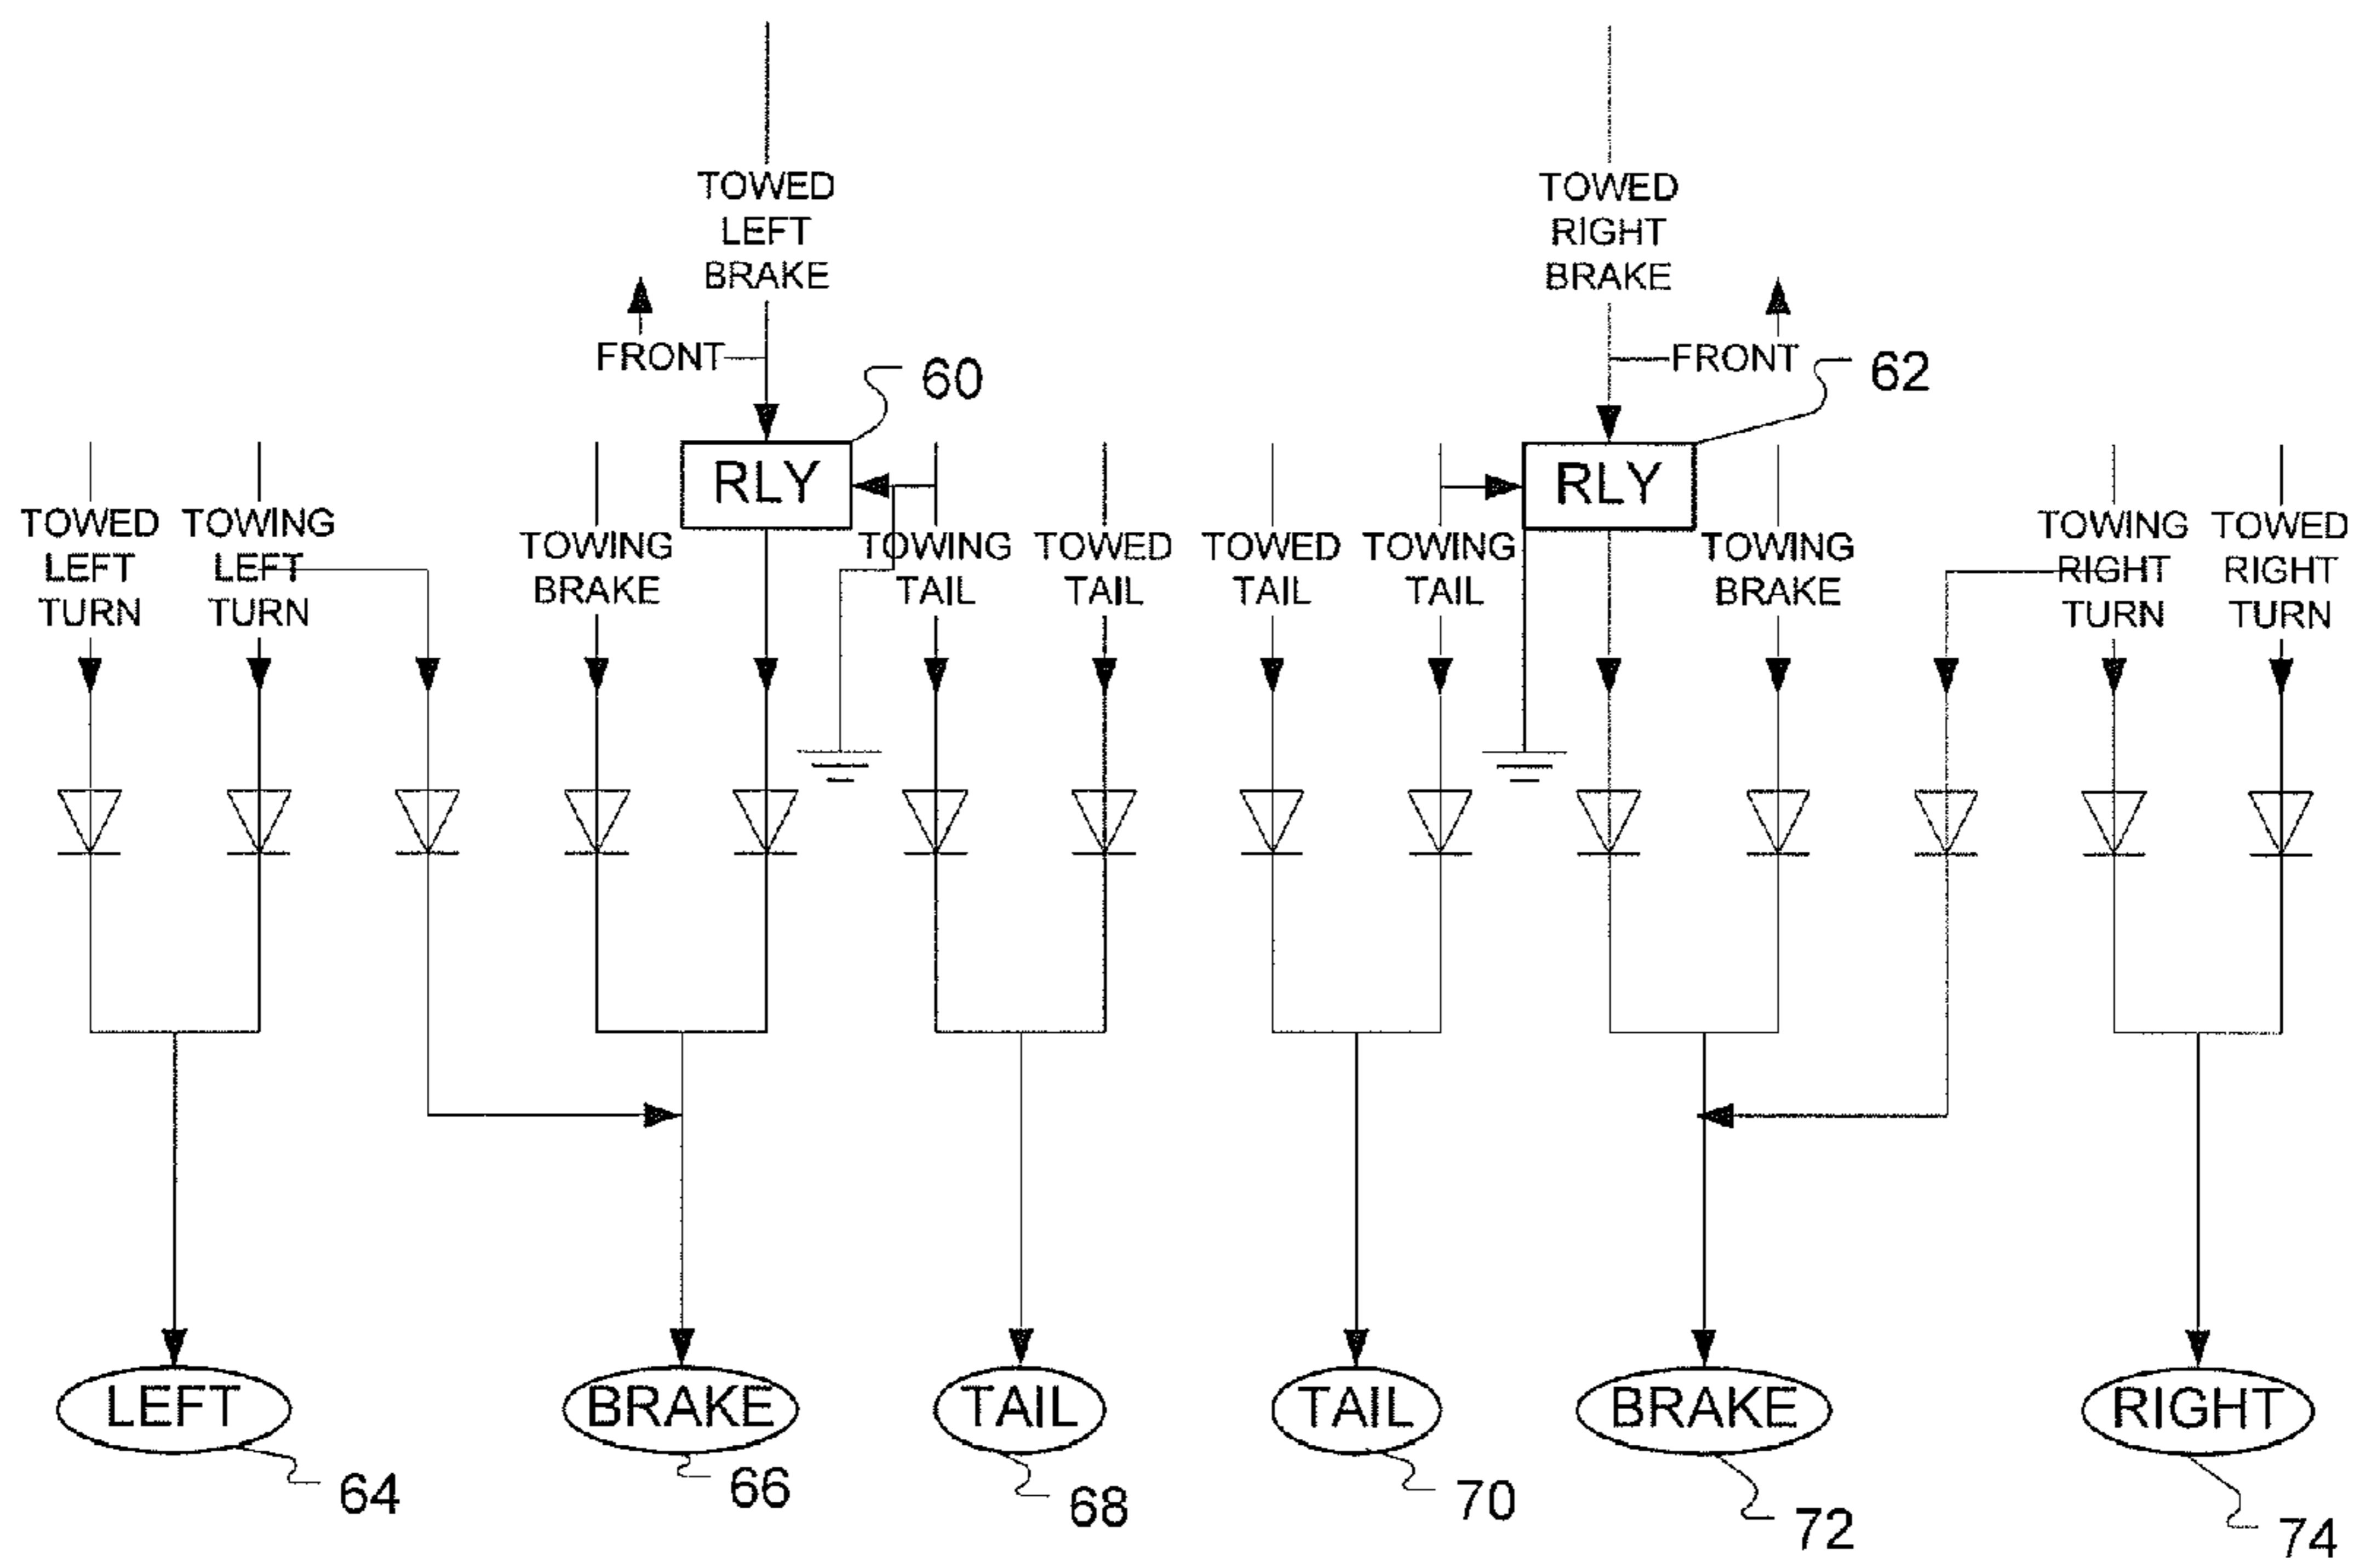 TOWED
LEFT
BRAKE
TOWED
RIGHT
BRAKE
FRONT
60
FRONT
62
RLY
RLY
TOWED
LEFT
TURN
TOWING
LEFT
TURN
TOWING
BRAKE
TOWING
TAIL
TOWED
TAIL
TOWED
TAIL
TOWING
TAIL
TOWING
BRAKE
TOWING
RIGHT
TURN
TOWED
RIGHT
TURN
LEFT
BRAKE
TAIL
TAIL
BRAKE
RIGHT
64
66
68
70
72
74